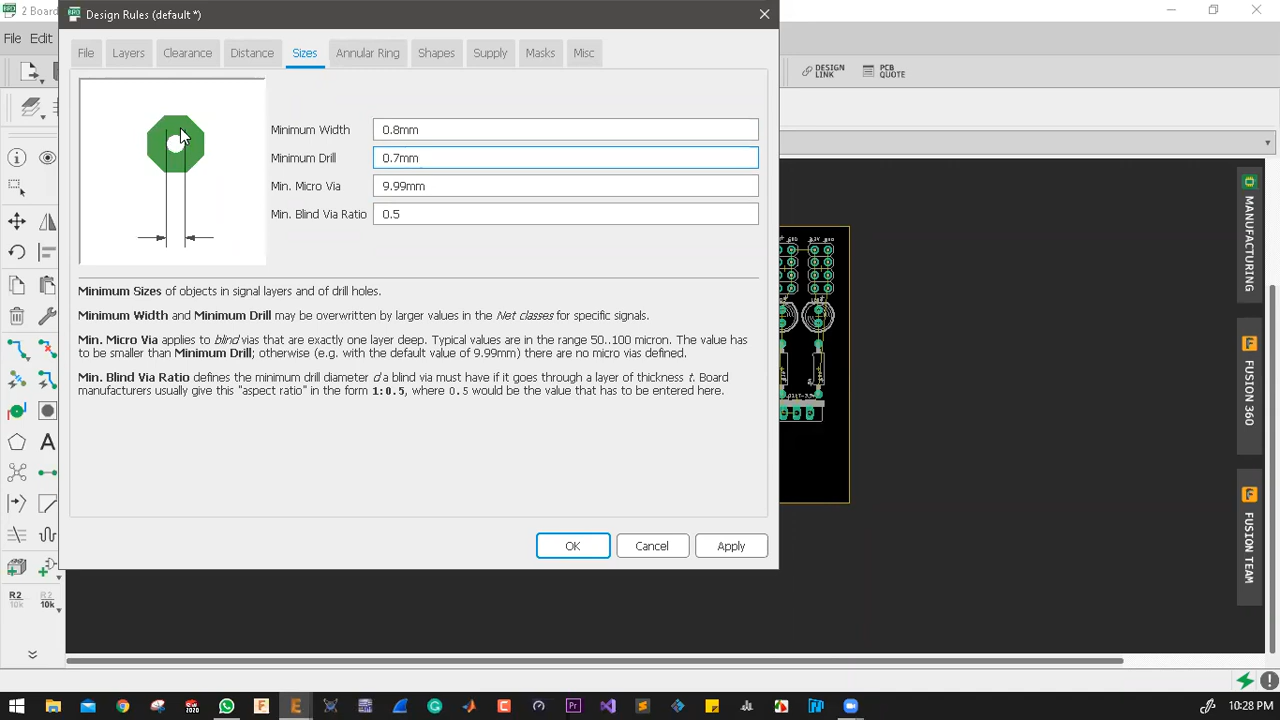 2 Board
Design Rules (default *)
File Edit
File Layers Clearance Distance Sizes Annular Ring Shapes Supply Masks Misc
DESIGN LINK
PCB QUOTE
Minimum Width 0.8mm
Minimum Drill 0.7mm
Min. Micro Via 9.99mm
Min. Blind Via Ratio 0.5
Minimum Sizes of objects in signal layers and of drill holes.
Minimum Width and Minimum Drill may be overwritten by larger values in the Net classes for specific signals.
Min. Micro Via applies to blind vias that are exactly one layer deep. Typical values are in the range 50..100 micron. The value has
to be smaller than Minimum Drill; otherwise (e.g. with the default value of 9.99mm) there are no micro vias defined.
Min. Blind Via Ratio defines the minimum drill diameter d a blind via must have if it goes through a layer of thickness t. Board
manufacturers usually give this "aspect ratio" in the form 1:0.5, where 0.5 would be the value that has to be entered here.
OK Cancel Apply
MANUFACTURING
FUSION 360
FUSION TEAM
R2 10k
R2 10k
10:28 PM